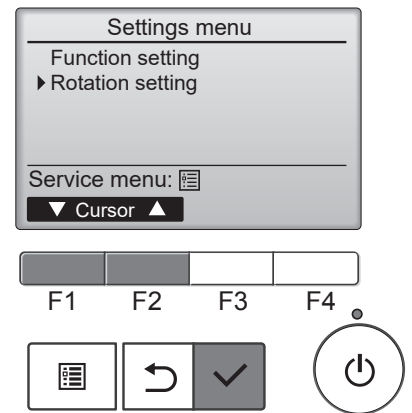 Settings menu
Function setting
Rotation setting
Service menu:
Cursor
F1 F2 F3 F4